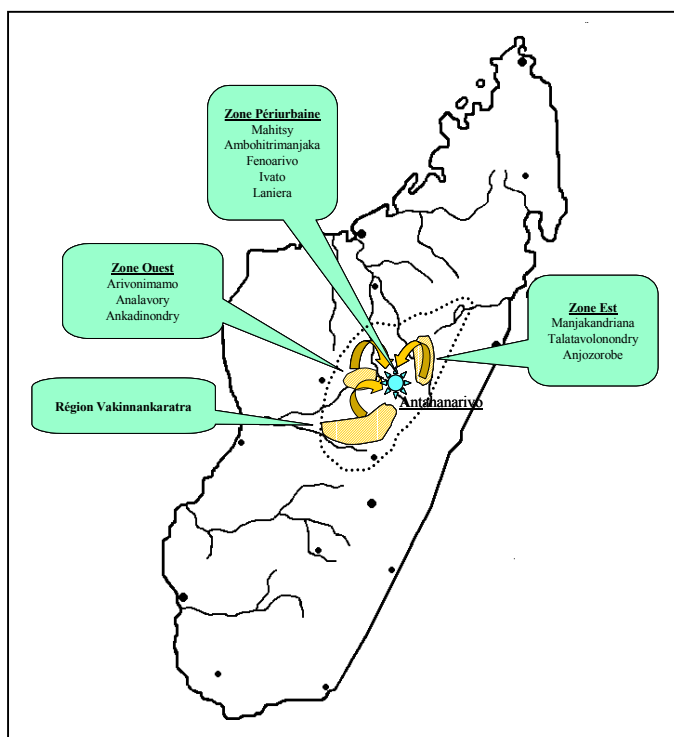 Zone Périurbaine
Mahitsy
Ambohitrimanjaka
Fenoarivo
Ivato
Laniera
Zone Ouest
Arivonimamo
Analavory
Ankadinondry
Zone Est
Manjakandriana
Talatavolonondry
Anjozorobe
Région Vakinnankaratra
Antahanarivo